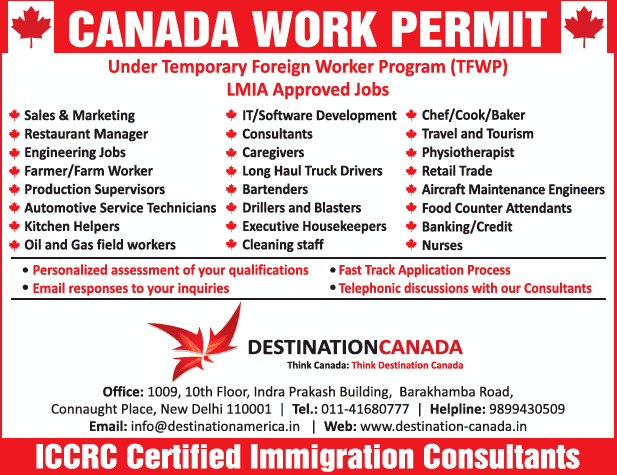 CANADA WORK PERMIT
Under Temporary Foreign Worker Program (TFWP)
LMIA Approved Jobs
Sales & Marketing
Restaurant Manager
Engineering Jobs
Farmer/Farm Worker
Production Supervisors
Automotive Service Technicians
Kitchen Helpers
Oil and Gas field workers
IT/Software Development
Consultants
Caregivers
Long Haul Truck Drivers
Bartenders
Drillers and Blasters
Executive Housekeepers
Cleaning staff
Chef/Cook/Baker
Travel and Tourism
Physiotherapist
Retail Trade
Aircraft Maintenance Engineers
Food Counter Attendants
Banking/Credit
Nurses
• Personalized assessment of your qualifications
• Email responses to your inquiries
• Fast Track Application Process
• Telephonic discussions with our Consultants
DESTINATIONCANADA
Think Canada: Think Destination Canada
Office: 1009, 10th Floor, Indra Prakash Building, Barakhamba Road,
Connaught Place, New Delhi 110001 | Tel.: 011-41680777 | Helpline: 9899430509
Email: info@destinationamerica.in | Web: www.destination-canada.in
ICCRC Certified Immigration Consultants